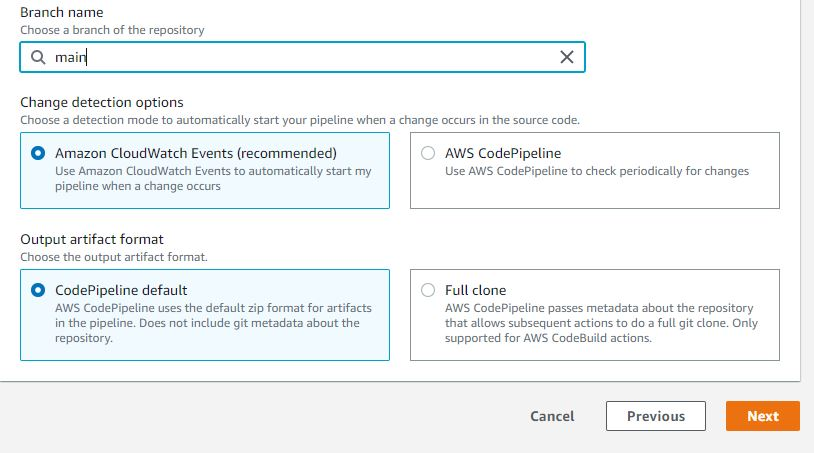 Branch name
Choose a branch of the repository
main
Change detection options
Choose a detection mode to automatically start your pipeline when a change occurs in the source code.
Amazon CloudWatch Events (recommended)
Use Amazon CloudWatch Events to automatically start my
pipeline when a change occurs
AWS CodePipeline
Use AWS CodePipeline to check periodically for changes
Output artifact format
Choose the output artifact format.
CodePipeline default
AWS CodePipeline uses the default zip format for artifacts
in the pipeline. Does not include git metadata about the
repository.
Full clone
AWS CodePipeline passes metadata about the repository
that allows subsequent actions to do a full git clone. Only
supported for AWS CodeBuild actions.
Cancel
Previous
Next